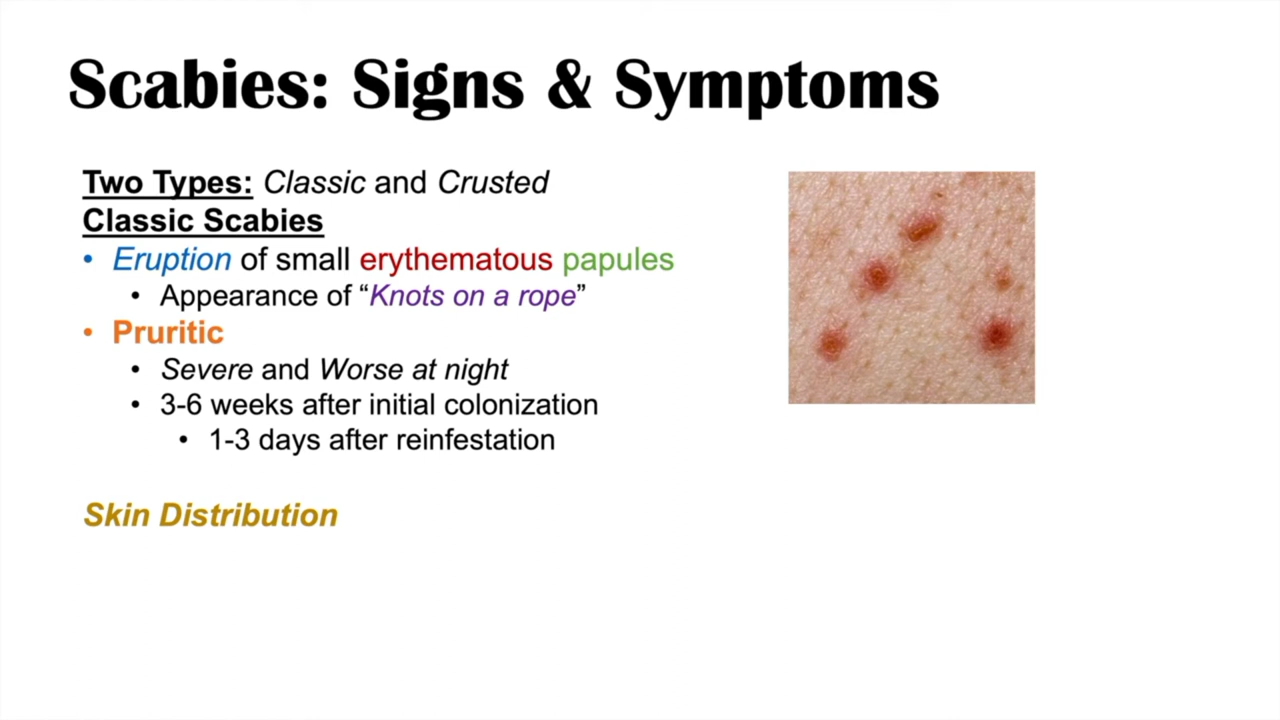 Scabies: Signs & Symptoms
Two Types: Classic and Crusted
Classic Scabies
• Eruption of small erythematous papules
• Appearance of “Knots on a rope”
• Pruritic
• Severe and Worse at night
• 3-6 weeks after initial colonization
• 1-3 days after reinfestation
Skin Distribution